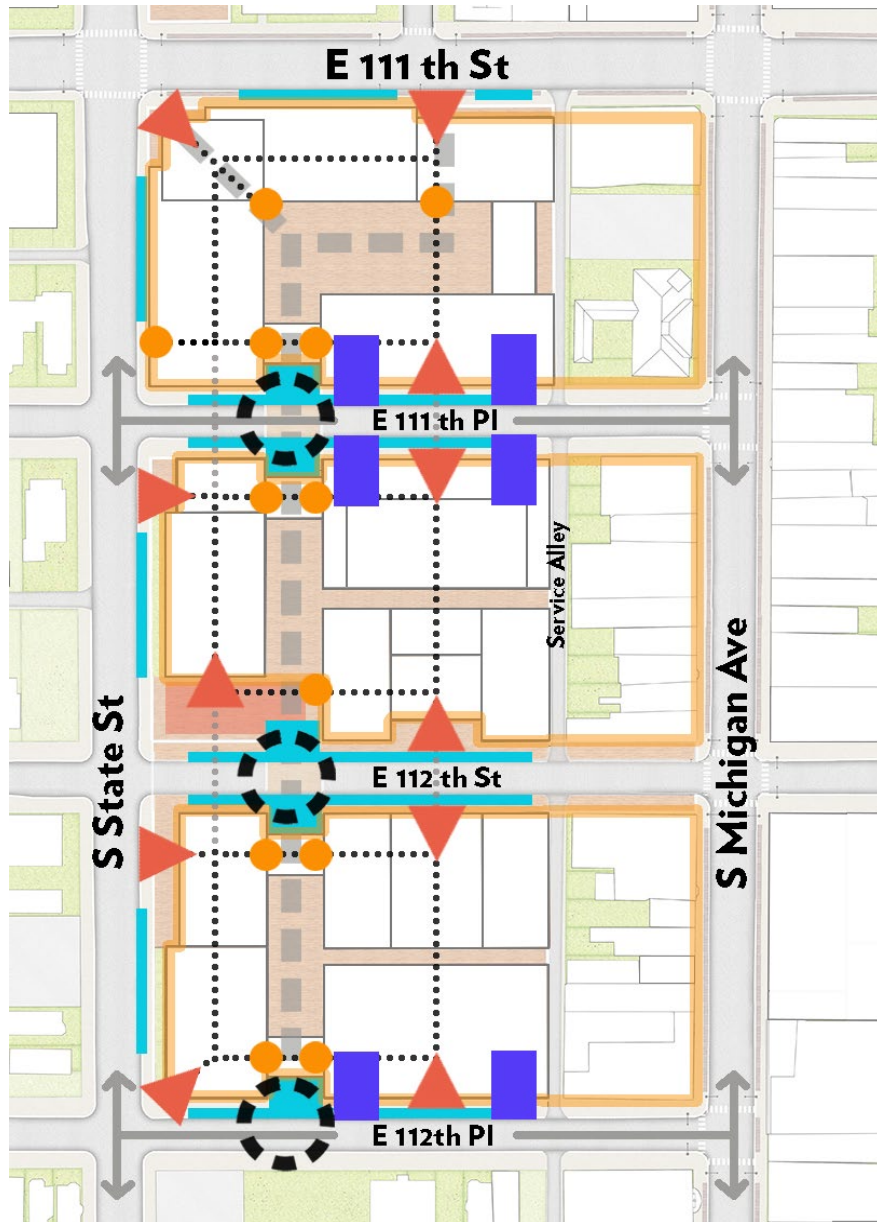 E 111 th St
E 111 th Pl
Service Alley
S State St
S Michigan Ave
E 112 th St
E 112th Pl